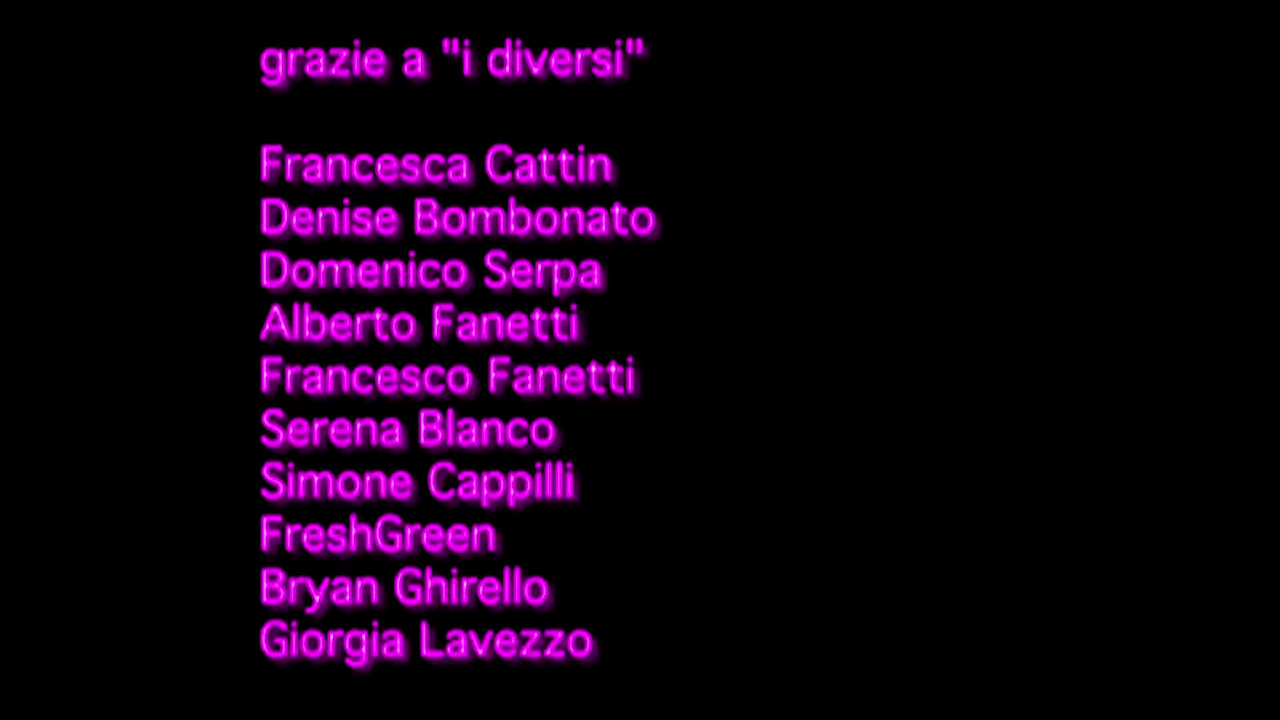 grazie a "i diversi"
Francesca Cattin
Denise Bombonato
Domenico Serpa
Alberto Fanetti
Francesco Fanetti
Serena Blanco
Simone Cappilli
FreshGreen
Bryan Ghirello
Giorgia Lavezzo